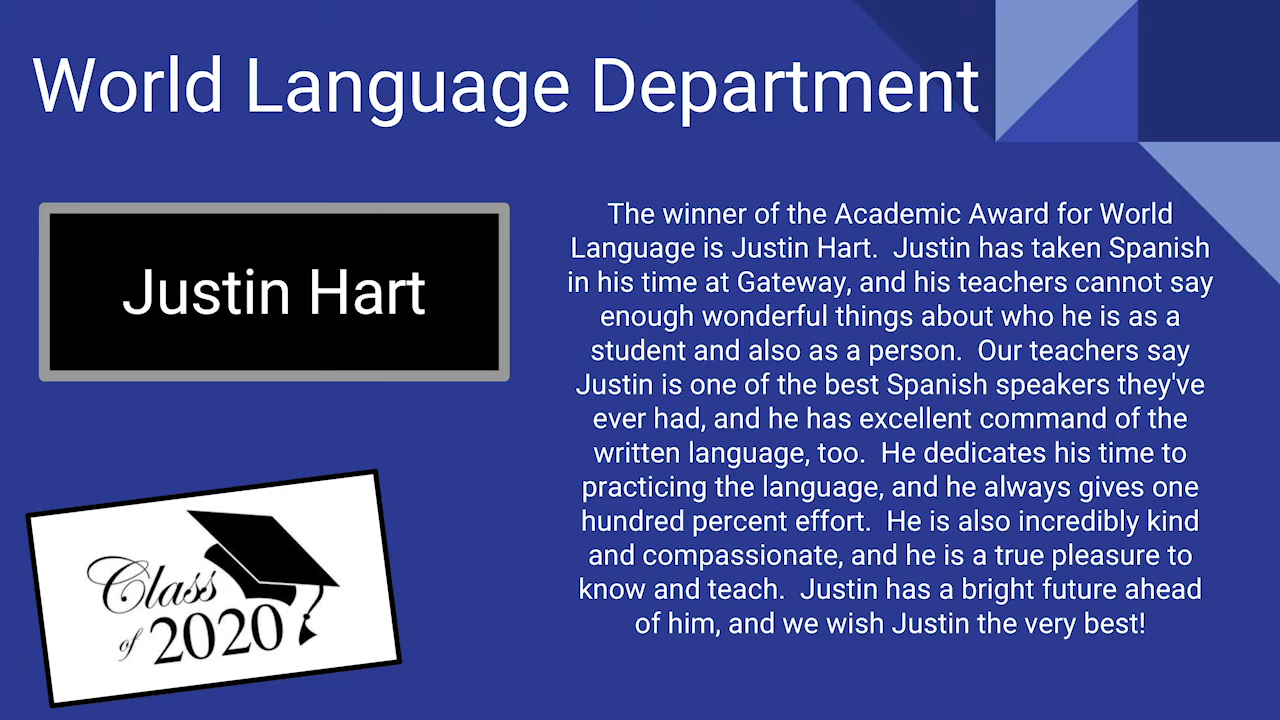 World Language Department
Justin Hart
The winner of the Academic Award for World
Language is Justin Hart.  Justin has taken Spanish
in his time at Gateway, and his teachers cannot say
enough wonderful things about who he is as a
student and also as a person.  Our teachers say
Justin is one of the best Spanish speakers they've
ever had, and he has excellent command of the
written language, too.  He dedicates his time to
practicing the language, and he always gives one
hundred percent effort.  He is also incredibly kind
and compassionate, and he is a true pleasure to
know and teach.  Justin has a bright future ahead
of him, and we wish Justin the very best!
Class
of 2020